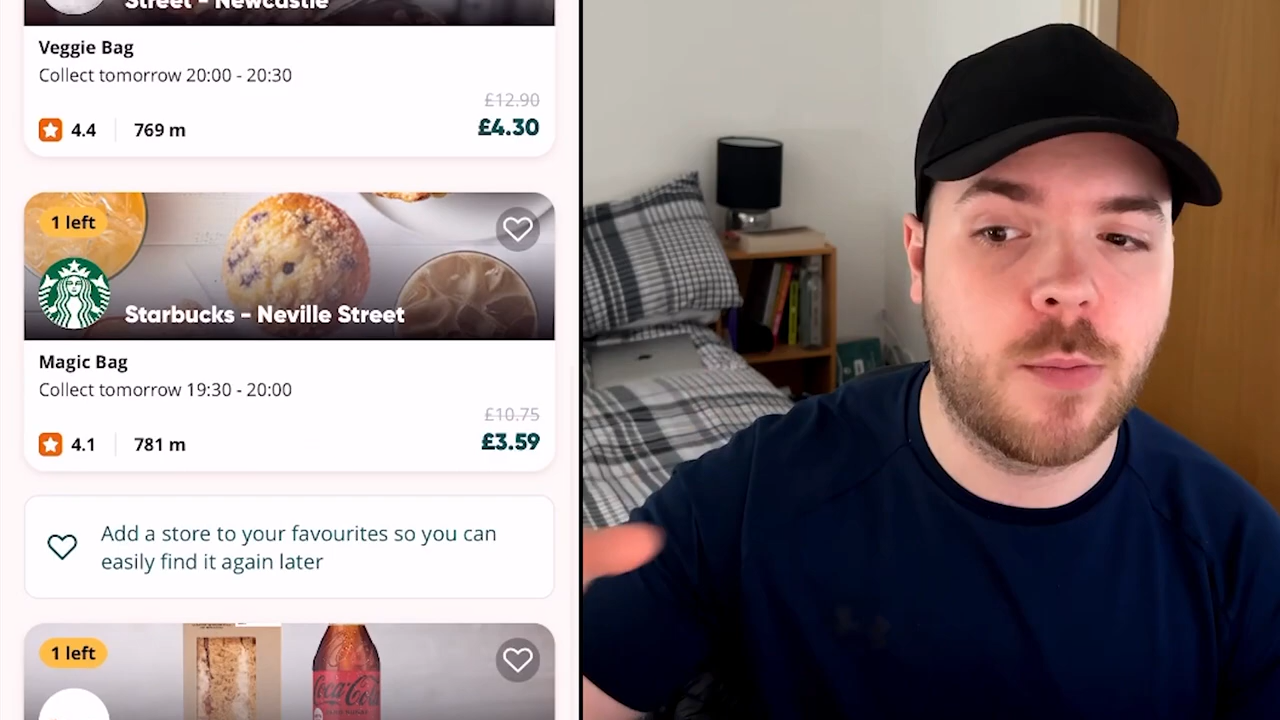 Street - Newcastle
Veggie Bag
Collect tomorrow 20:00 - 20:30
£12.90
4.4
769 m
£4.30
1 left
Starbucks - Neville Street
Magic Bag
Collect tomorrow 19:30 - 20:00
£10.75
4.1
781 m
£3.59
Add a store to your favourites so you can
easily find it again later
1 left
Coca-Cola